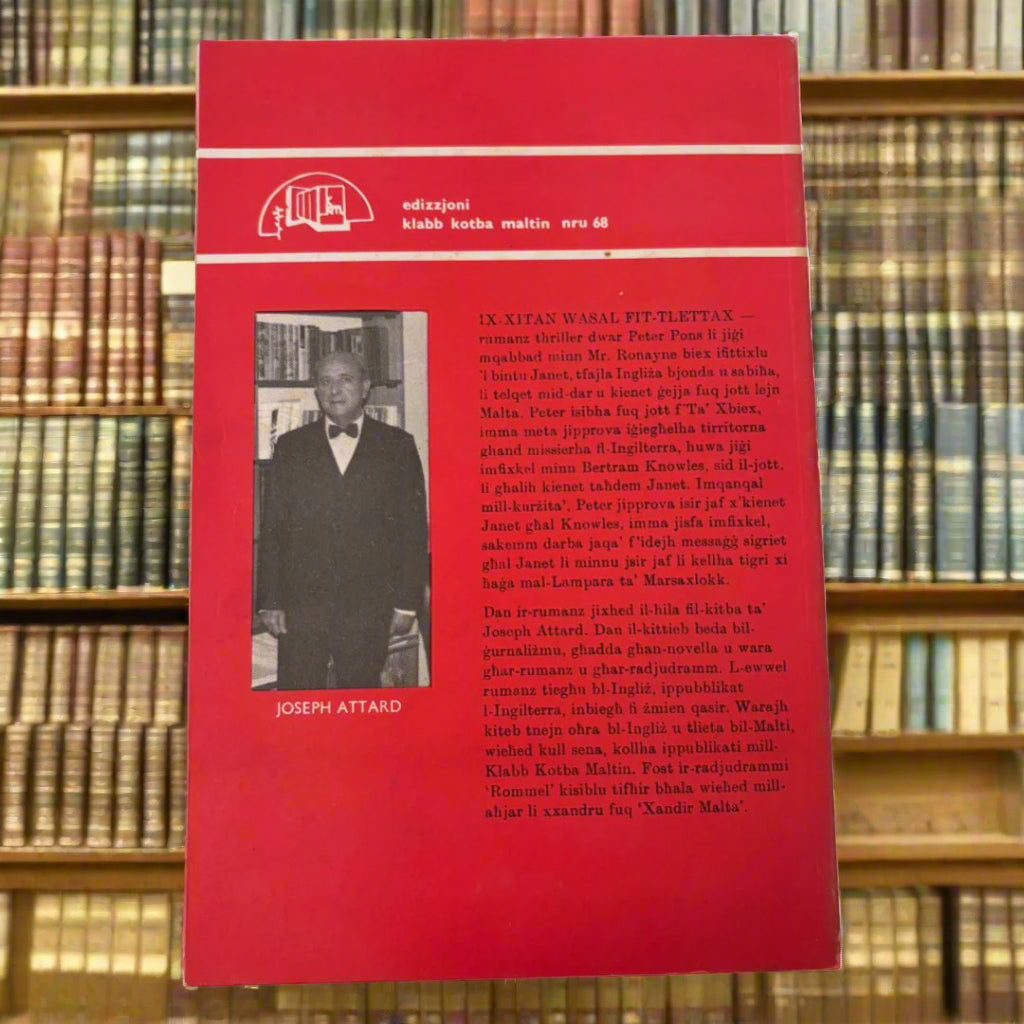 edizzjoni
klabb kotba maltin nru 68
IX-XITAN WASAL FIT-TLETTAX —
rumanz thriller dwar Peter Pons li jiġi
mqabbad minn Mr. Ronayne biex ifittixlu
'l bintu Janet, tfajla Ingliża bjonda u sabiħa,
li telqet mid-dar u kienet ġejja fuq jott lejn
Malta. Peter isibha fuq jott f'Ta' Xbiex,
imma meta jipprova iġiegħelha tirritorna
għand missierha fl-Ingilterra, huwa jiġi
imfixkel minn Bertram Knowles, sid il-jott,
li għalih kienet taħdem Janet. Imqanqal
mill-kurżita', Peter jipprova isir jaf x'kienet
Janet għal Knowles, imma jisfa imfixkel,
sakemm darba jaqa' f'idejh messaġġ sigriet
għal Janet li minnu jsir jaf li kellha tigri xi
ħaġa mal-Lampara ta' Marsaxlokk.
Dan ir-rumanz jixhed il-ħila fil-kitba ta'
Joseph Attard. Dan il-kittieb beda bil-
ġurnaliżmu, għadda għan-novella u wara
għar-rumanz u għar-radjudramm. L-ewwel
rumanz tiegħu bl-Ingliż, ippubblikat
l-Ingilterra, inbiegħ fi żmien qasir. Warajh
kiteb tnejn oħra bl-Ingliż u tlieta bil-Malti,
wieħed kull sena, kollha ippublikati mill-
Klabb Kotba Maltin. Fost ir-radjudrammi
'Rommel' kisiblu tifħir bħala wieħed mill-
aħjar li xxandru fuq 'Xandir Malta'.
JOSEPH ATTARD